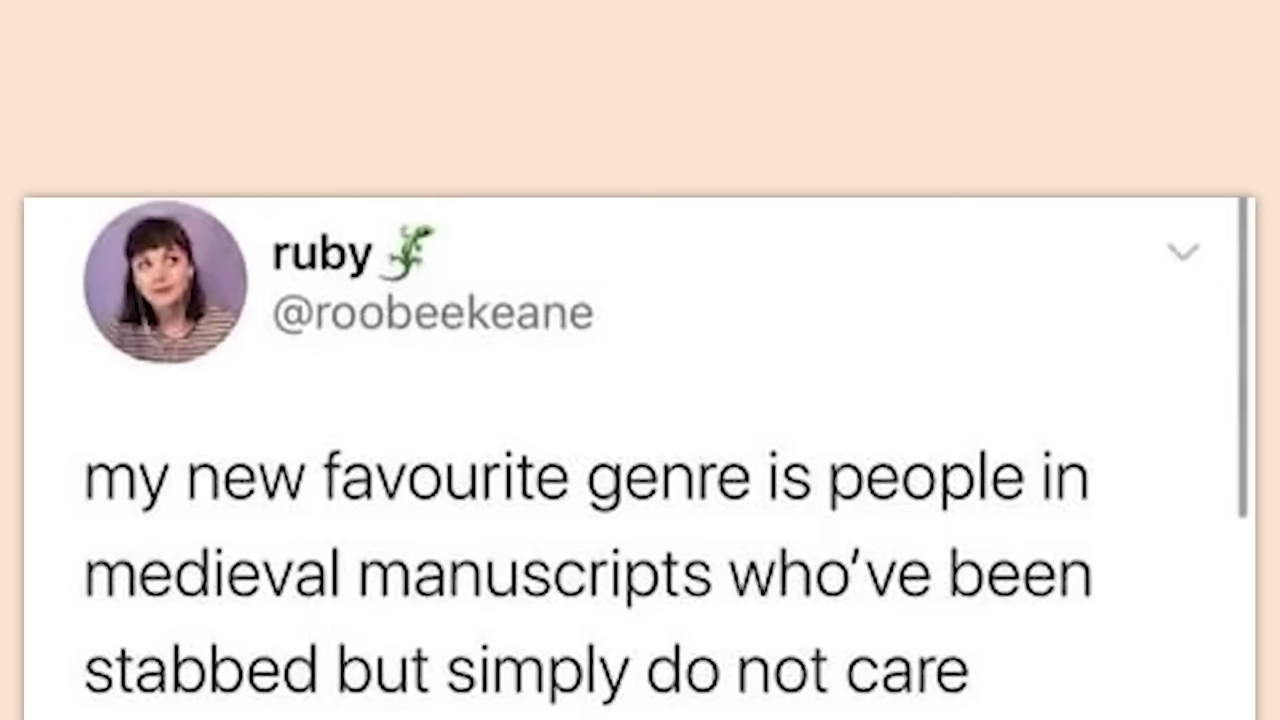 ruby 🦎
@roobeekeane
my new favourite genre is people in
medieval manuscripts who've been
stabbed but simply do not care